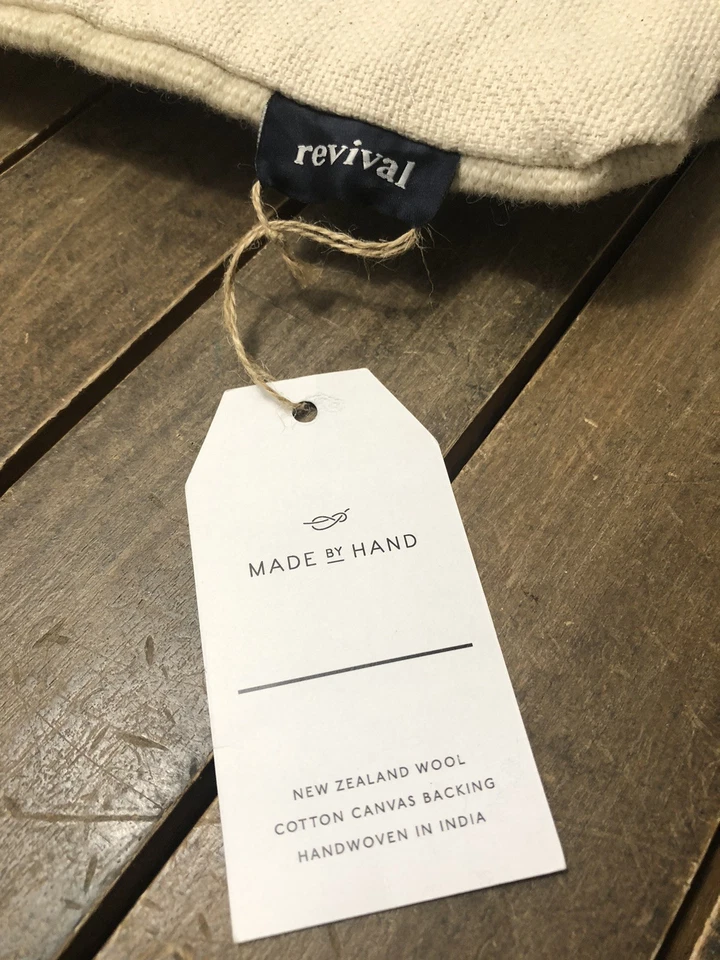 revival
MADE BY HAND
NEW ZEALAND WOOL
COTTON CANVAS BACKING
HANDWOVEN IN INDIA